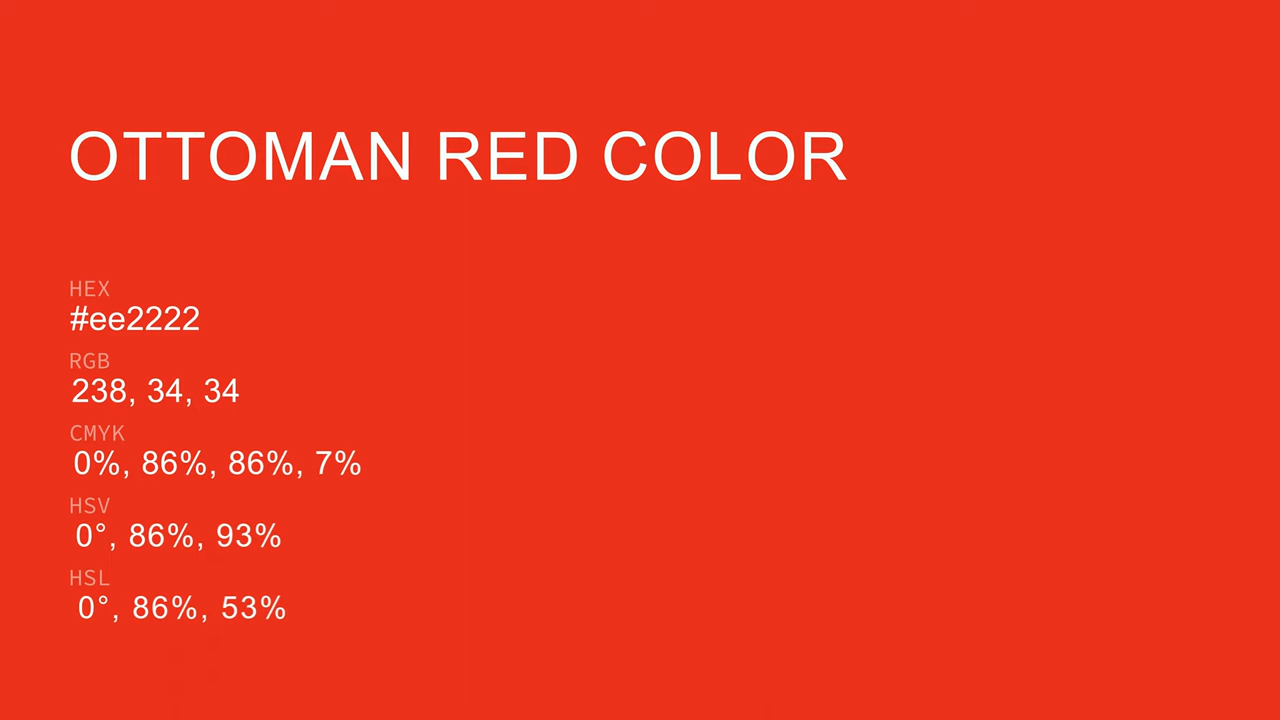 OTTOMAN RED COLOR
HEX
#ee2222
RGB
238, 34, 34
CMYK
0%, 86%, 86%, 7%
HSV
0°, 86%, 93%
HSL
0°, 86%, 53%